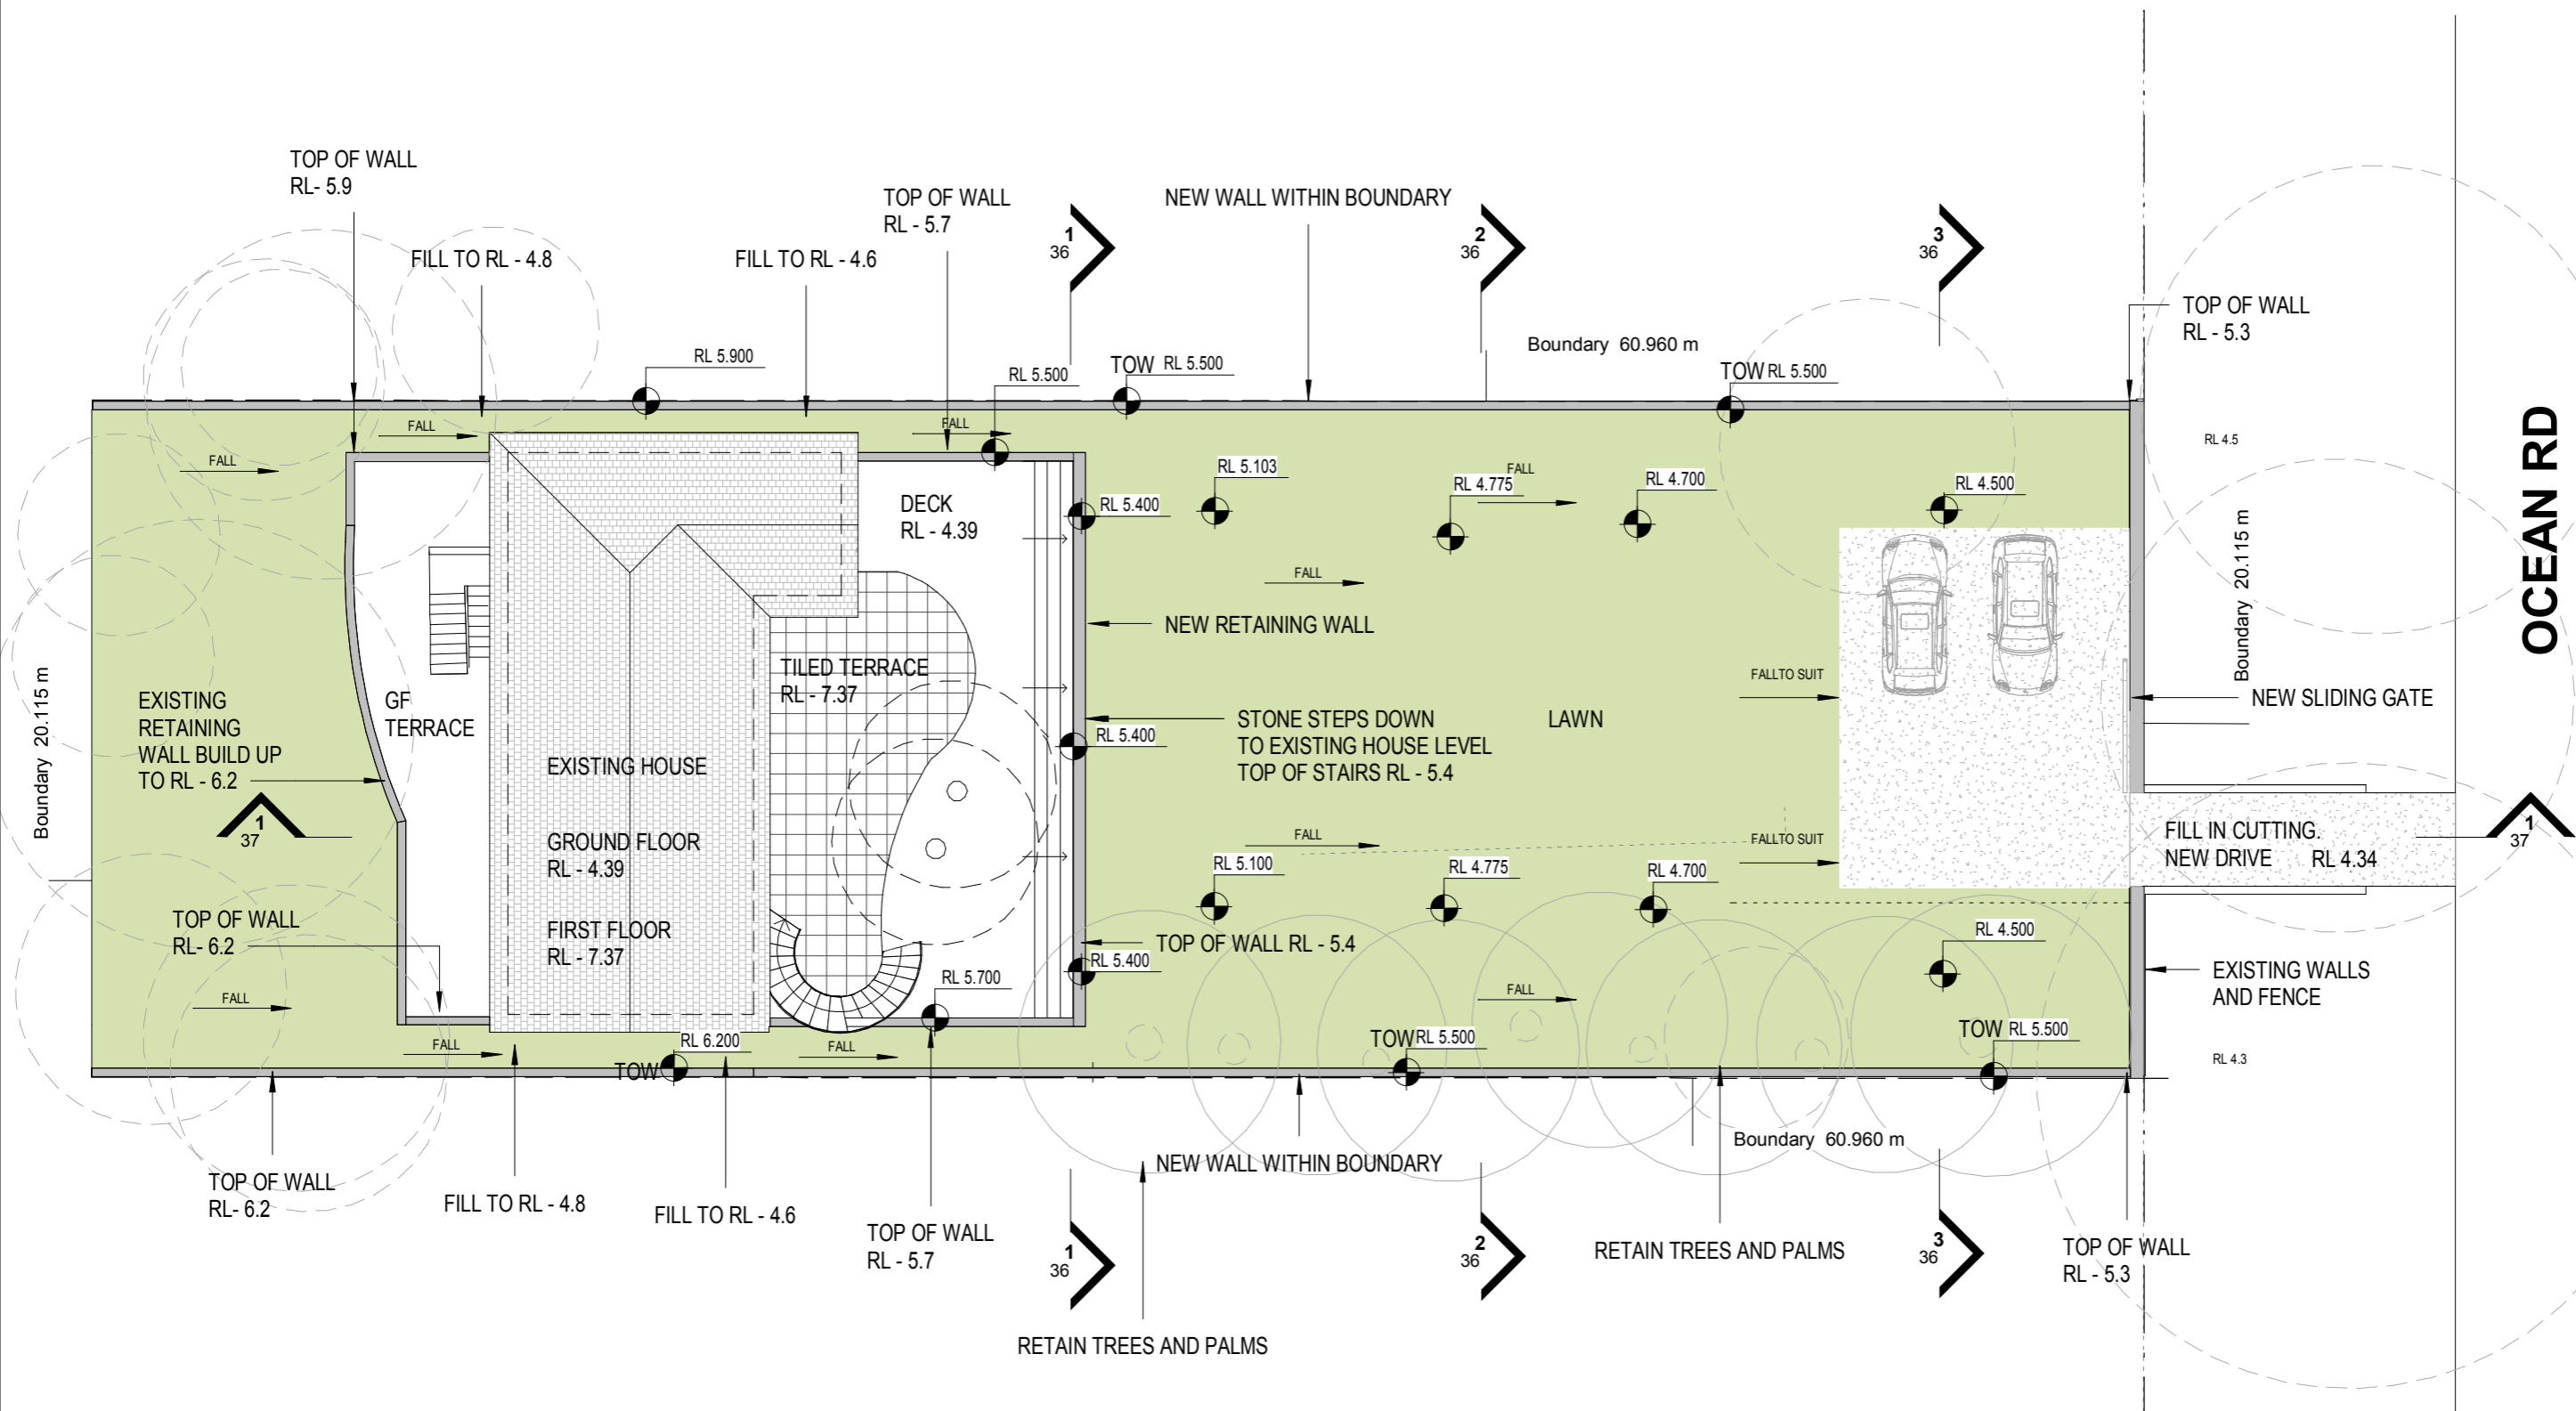 TOP OF WALL
RL- 5.9
FILL TO RL - 4.8
FILL TO RL - 4.6
TOP OF WALL
RL - 5.7
1
36
NEW WALL WITHIN BOUNDARY
2
36
3
36
TOP OF WALL
RL - 5.3
Boundary 60.960 m
RL 5.900
RL 5.500
TOW RL 5.500
TOW RL 5.500
FALL
FALL
FALL
RL 4.5
OCEAN RD
DECK
RL - 4.39
RL 5.400
RL 5.103
RL 4.775
FALL
RL 4.700
RL 4.500
Boundary 20.115 m
FALL
NEW RETAINING WALL
TILED TERRACE
RL - 7.37
FALLTO SUIT
NEW SLIDING GATE
Boundary 20.115 m
EXISTING
RETAINING
WALL BUILD UP
TO RL - 6.2
GF
TERRACE
STONE STEPS DOWN
TO EXISTING HOUSE LEVEL
TOP OF STAIRS RL - 5.4
LAWN
RL 5.400
EXISTING HOUSE
1
37
GROUND FLOOR
RL - 4.39
FALL
FALLTO SUIT
FILL IN CUTTING.
NEW DRIVE RL 4.34
1
37
RL 5.100
RL 4.775
RL 4.700
TOP OF WALL
RL- 6.2
FIRST FLOOR
RL - 7.37
TOP OF WALL RL - 5.4
RL 5.400
RL 4.500
EXISTING WALLS
AND FENCE
FALL
RL 5.700
FALL
FALL
RL 6.200
TOW
FALL
TOW RL 5.500
TOW RL 5.500
RL 4.3
Boundary 60.960 m
NEW WALL WITHIN BOUNDARY
TOP OF WALL
RL- 6.2
FILL TO RL - 4.8
FILL TO RL - 4.6
TOP OF WALL
RL - 5.7
1
36
2
36
RETAIN TREES AND PALMS
3
36
TOP OF WALL
RL - 5.3
RETAIN TREES AND PALMS